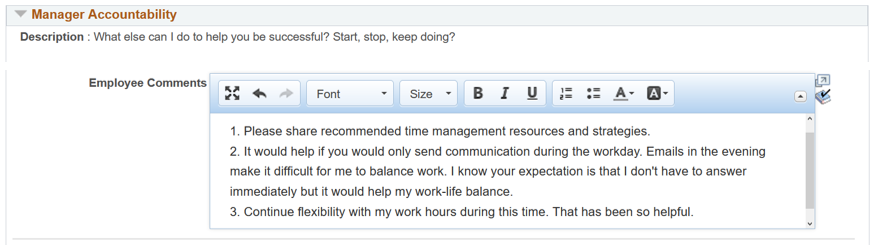 Manager Accountability
Description : What else can I do to help you be successful? Start, stop, keep doing?
Employee Comments
Font Size B I U A A
1. Please share recommended time management resources and strategies.
2. It would help if you would only send communication during the workday. Emails in the evening
make it difficult for me to balance work. I know your expectation is that I don't have to answer
immediately but it would help my work-life balance.
3. Continue flexibility with my work hours during this time. That has been so helpful.